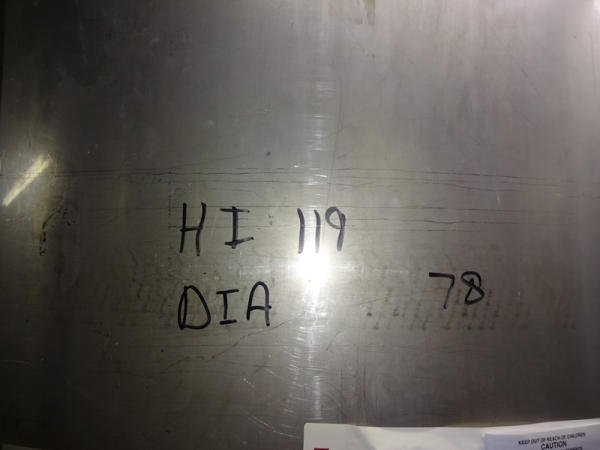 HI 119
DIA 78
KEEP OUT OF REACH OF CHILDREN
CAUTION